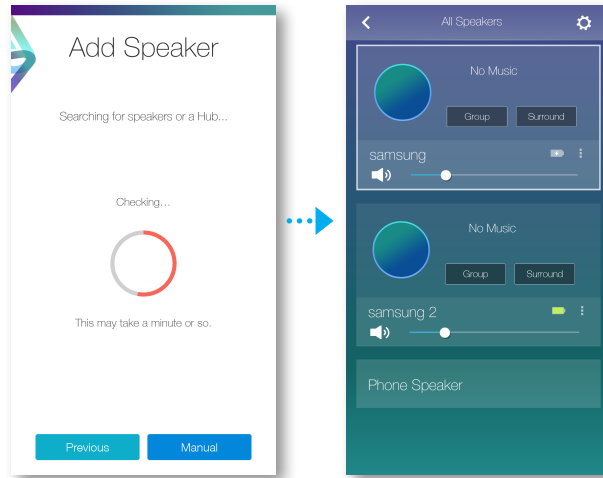 Add Speaker
Searching for speakers or a Hub...
Checking...
This may take a minute or so.
Previous
Manual
All Speakers
No Music
Group
Surround
samsung
No Music
Group
Surround
samsung 2
Phone Speaker